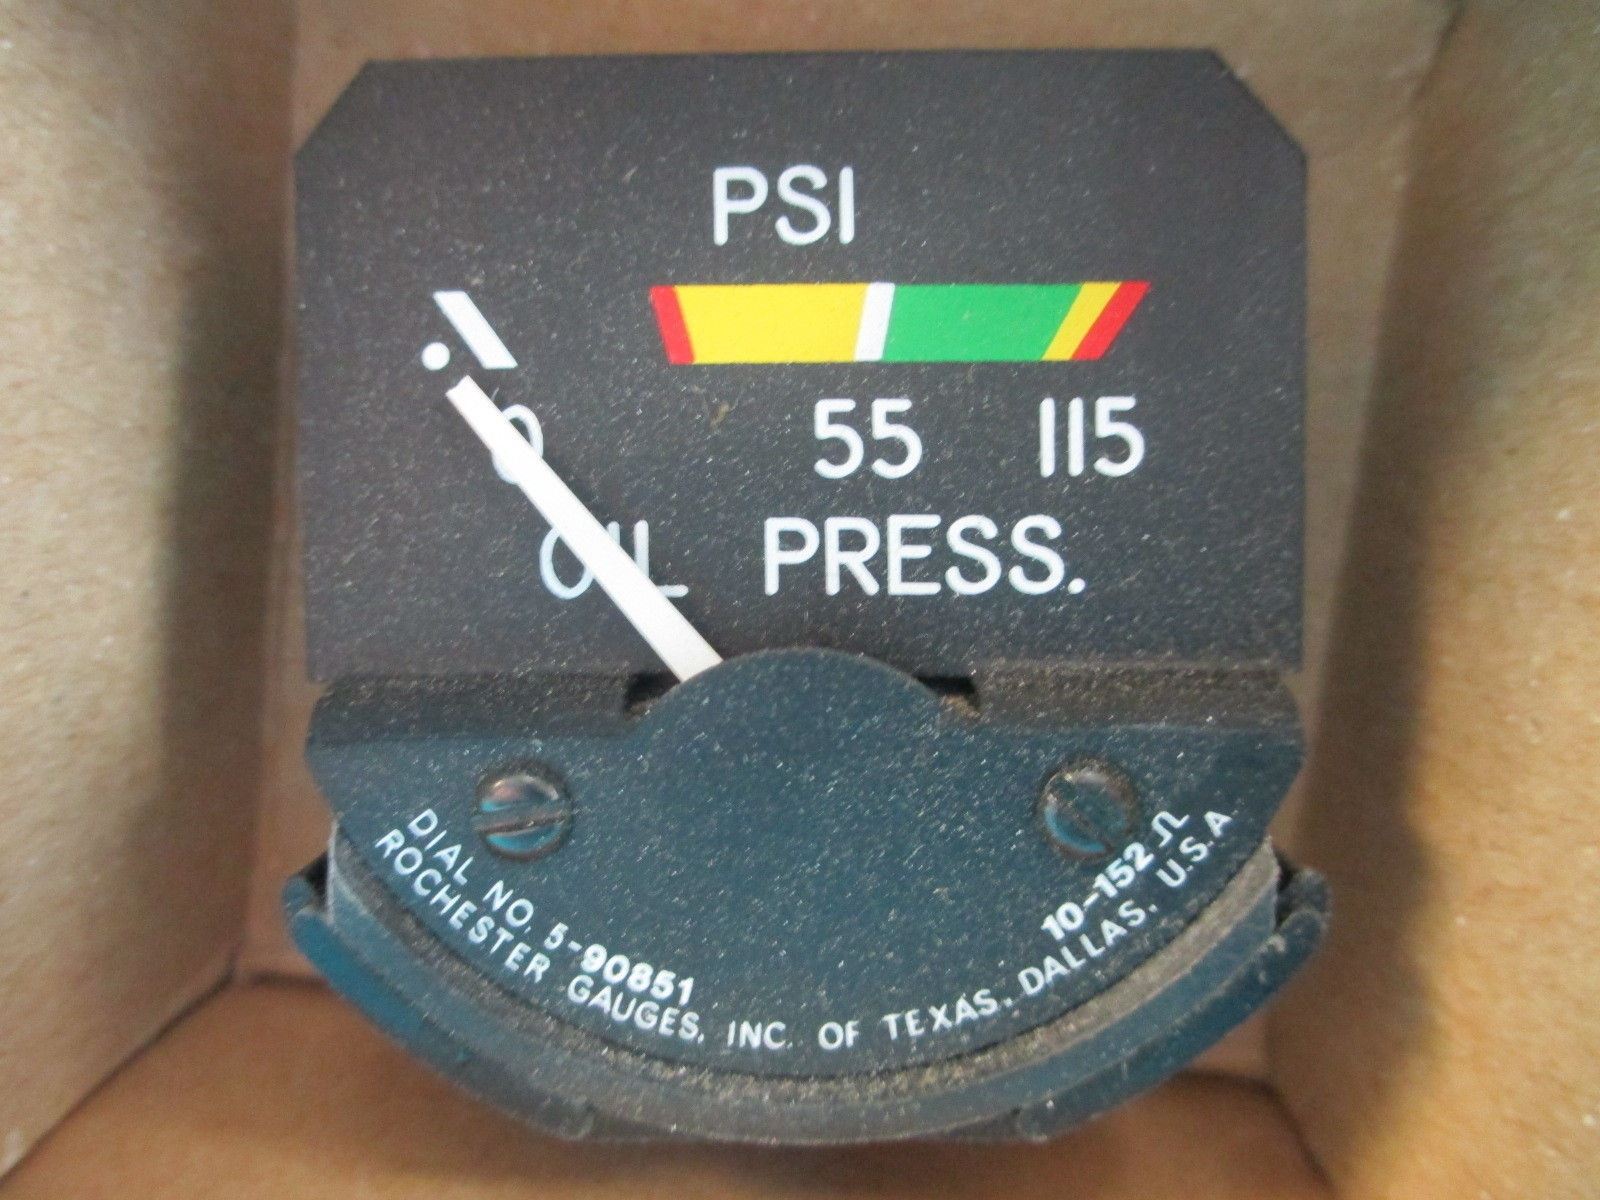 PSI
0 55 115
OIL PRESS.
DIAL NO. 5-90851
10-152 Ω
ROCHESTER GAUGES, INC. OF TEXAS, DALLAS, U.S.A.